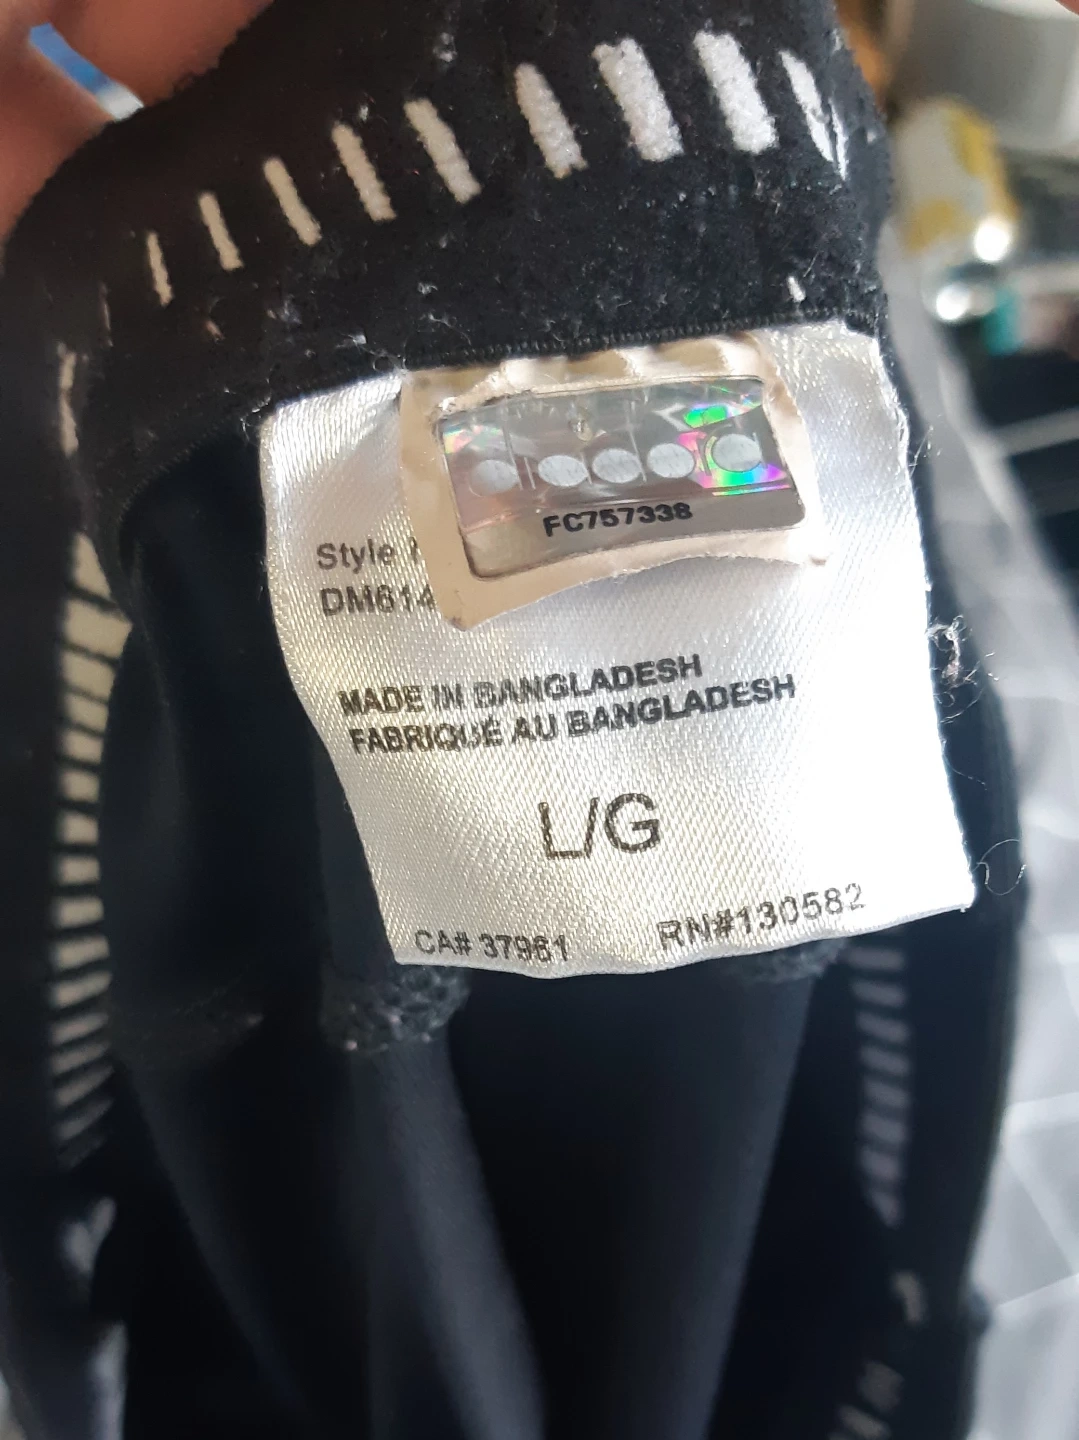 FC757338
Style
DM614
MADE IN BANGLADESH
FABRIQUÉ AU BANGLADESH
L/G
CA# 37961 RN#130582